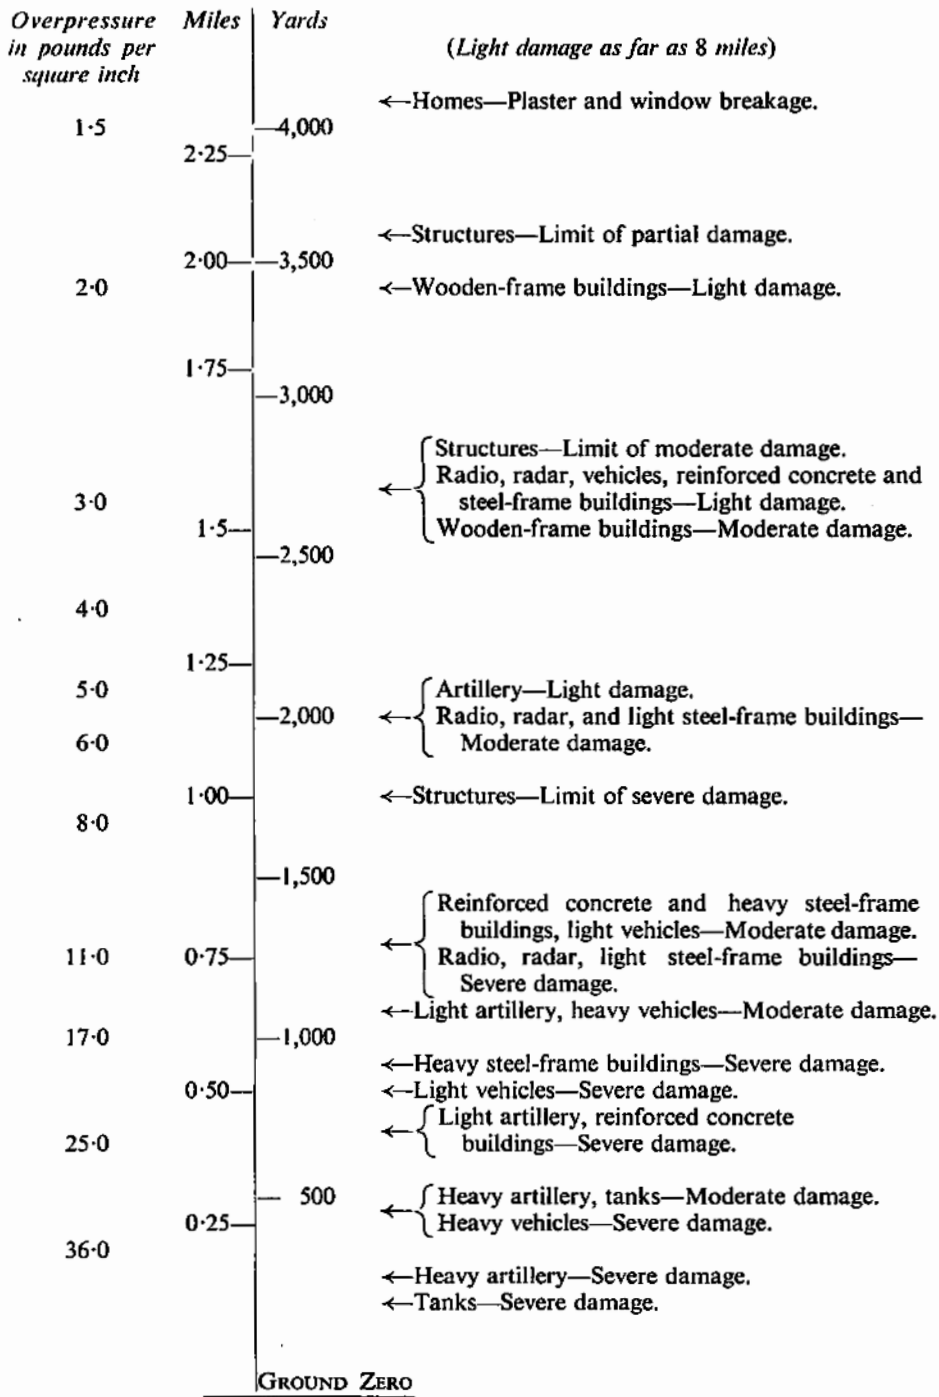 Overpressure Miles Yards
in pounds per
square inch
(Light damage as far as 8 miles)
←Homes—Plaster and window breakage.
1·5 —4,000
2·25—
←Structures—Limit of partial damage.
2·00— —3,500
2·0 ←Wooden-frame buildings—Light damage.
1·75—
—3,000
Structures—Limit of moderate damage.
Radio, radar, vehicles, reinforced concrete and
3·0 steel-frame buildings—Light damage.
1·5— Wooden-frame buildings—Moderate damage.
—2,500
4·0
1·25—
5·0 Artillery—Light damage.
—2,000 ← Radio, radar, and light steel-frame buildings—
6·0 Moderate damage.
1·00— ←Structures—Limit of severe damage.
8·0
—1,500
Reinforced concrete and heavy steel-frame
buildings, light vehicles—Moderate damage.
11·0 0·75— Radio, radar, light steel-frame buildings—
Severe damage.
←Light artillery, heavy vehicles—Moderate damage.
17·0 —1,000
←Heavy steel-frame buildings—Severe damage.
0·50— ←Light vehicles—Severe damage.
Light artillery, reinforced concrete
25·0 buildings—Severe damage.
— 500 Heavy artillery, tanks—Moderate damage.
0·25— Heavy vehicles—Severe damage.
36·0
←Heavy artillery—Severe damage.
←Tanks—Severe damage.
GROUND ZERO